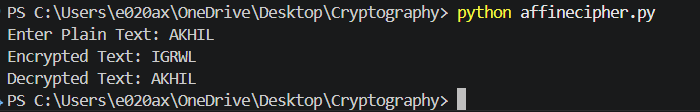 PS C:\Users\e020ax\OneDrive\Desktop\Cryptography> python affinecipher.py
Enter Plain Text: AKHIL
Encrypted Text: IGRWL
Decrypted Text: AKHIL
PS C:\Users\e020ax\OneDrive\Desktop\Cryptography>